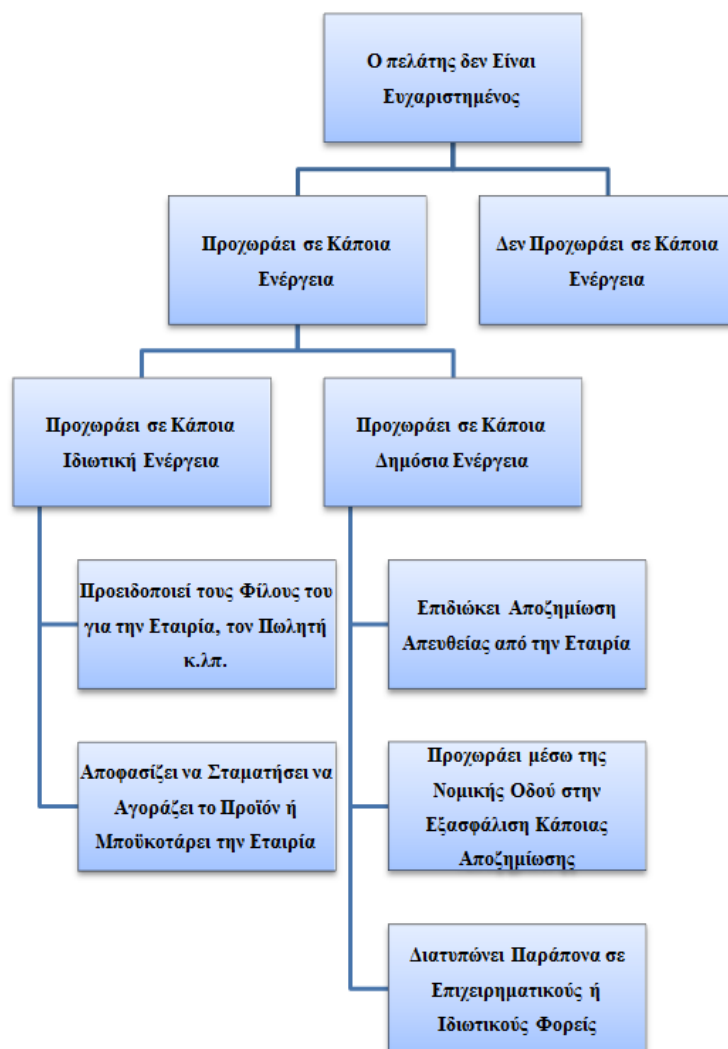 Ο πελάτης δεν Είναι
Ευχαριστημένος
Προχωράει σε Κάποια
Ενέργεια
Δεν Προχωράει σε Κάποια
Ενέργεια
Προχωράει σε Κάποια
Ιδιωτική Ενέργεια
Προχωράει σε Κάποια
Δημόσια Ενέργεια
Προειδοποιεί τους Φίλους του
για την Εταιρία, τον Πωλητή
κ.λπ.
Αποφασίζει να Σταματήσει να
Αγοράζει το Προϊόν ή
Μποϋκοτάρει την Εταιρία
Επιδιώκει Αποζημίωση
Απευθείας από την Εταιρία
Προχωράει μέσω της
Νομικής Οδού στην
Εξασφάλιση Κάποιας
Αποζημίωσης
Διατυπώνει Παράπονα σε
Επιχειρηματικούς ή
Ιδιωτικούς Φορείς